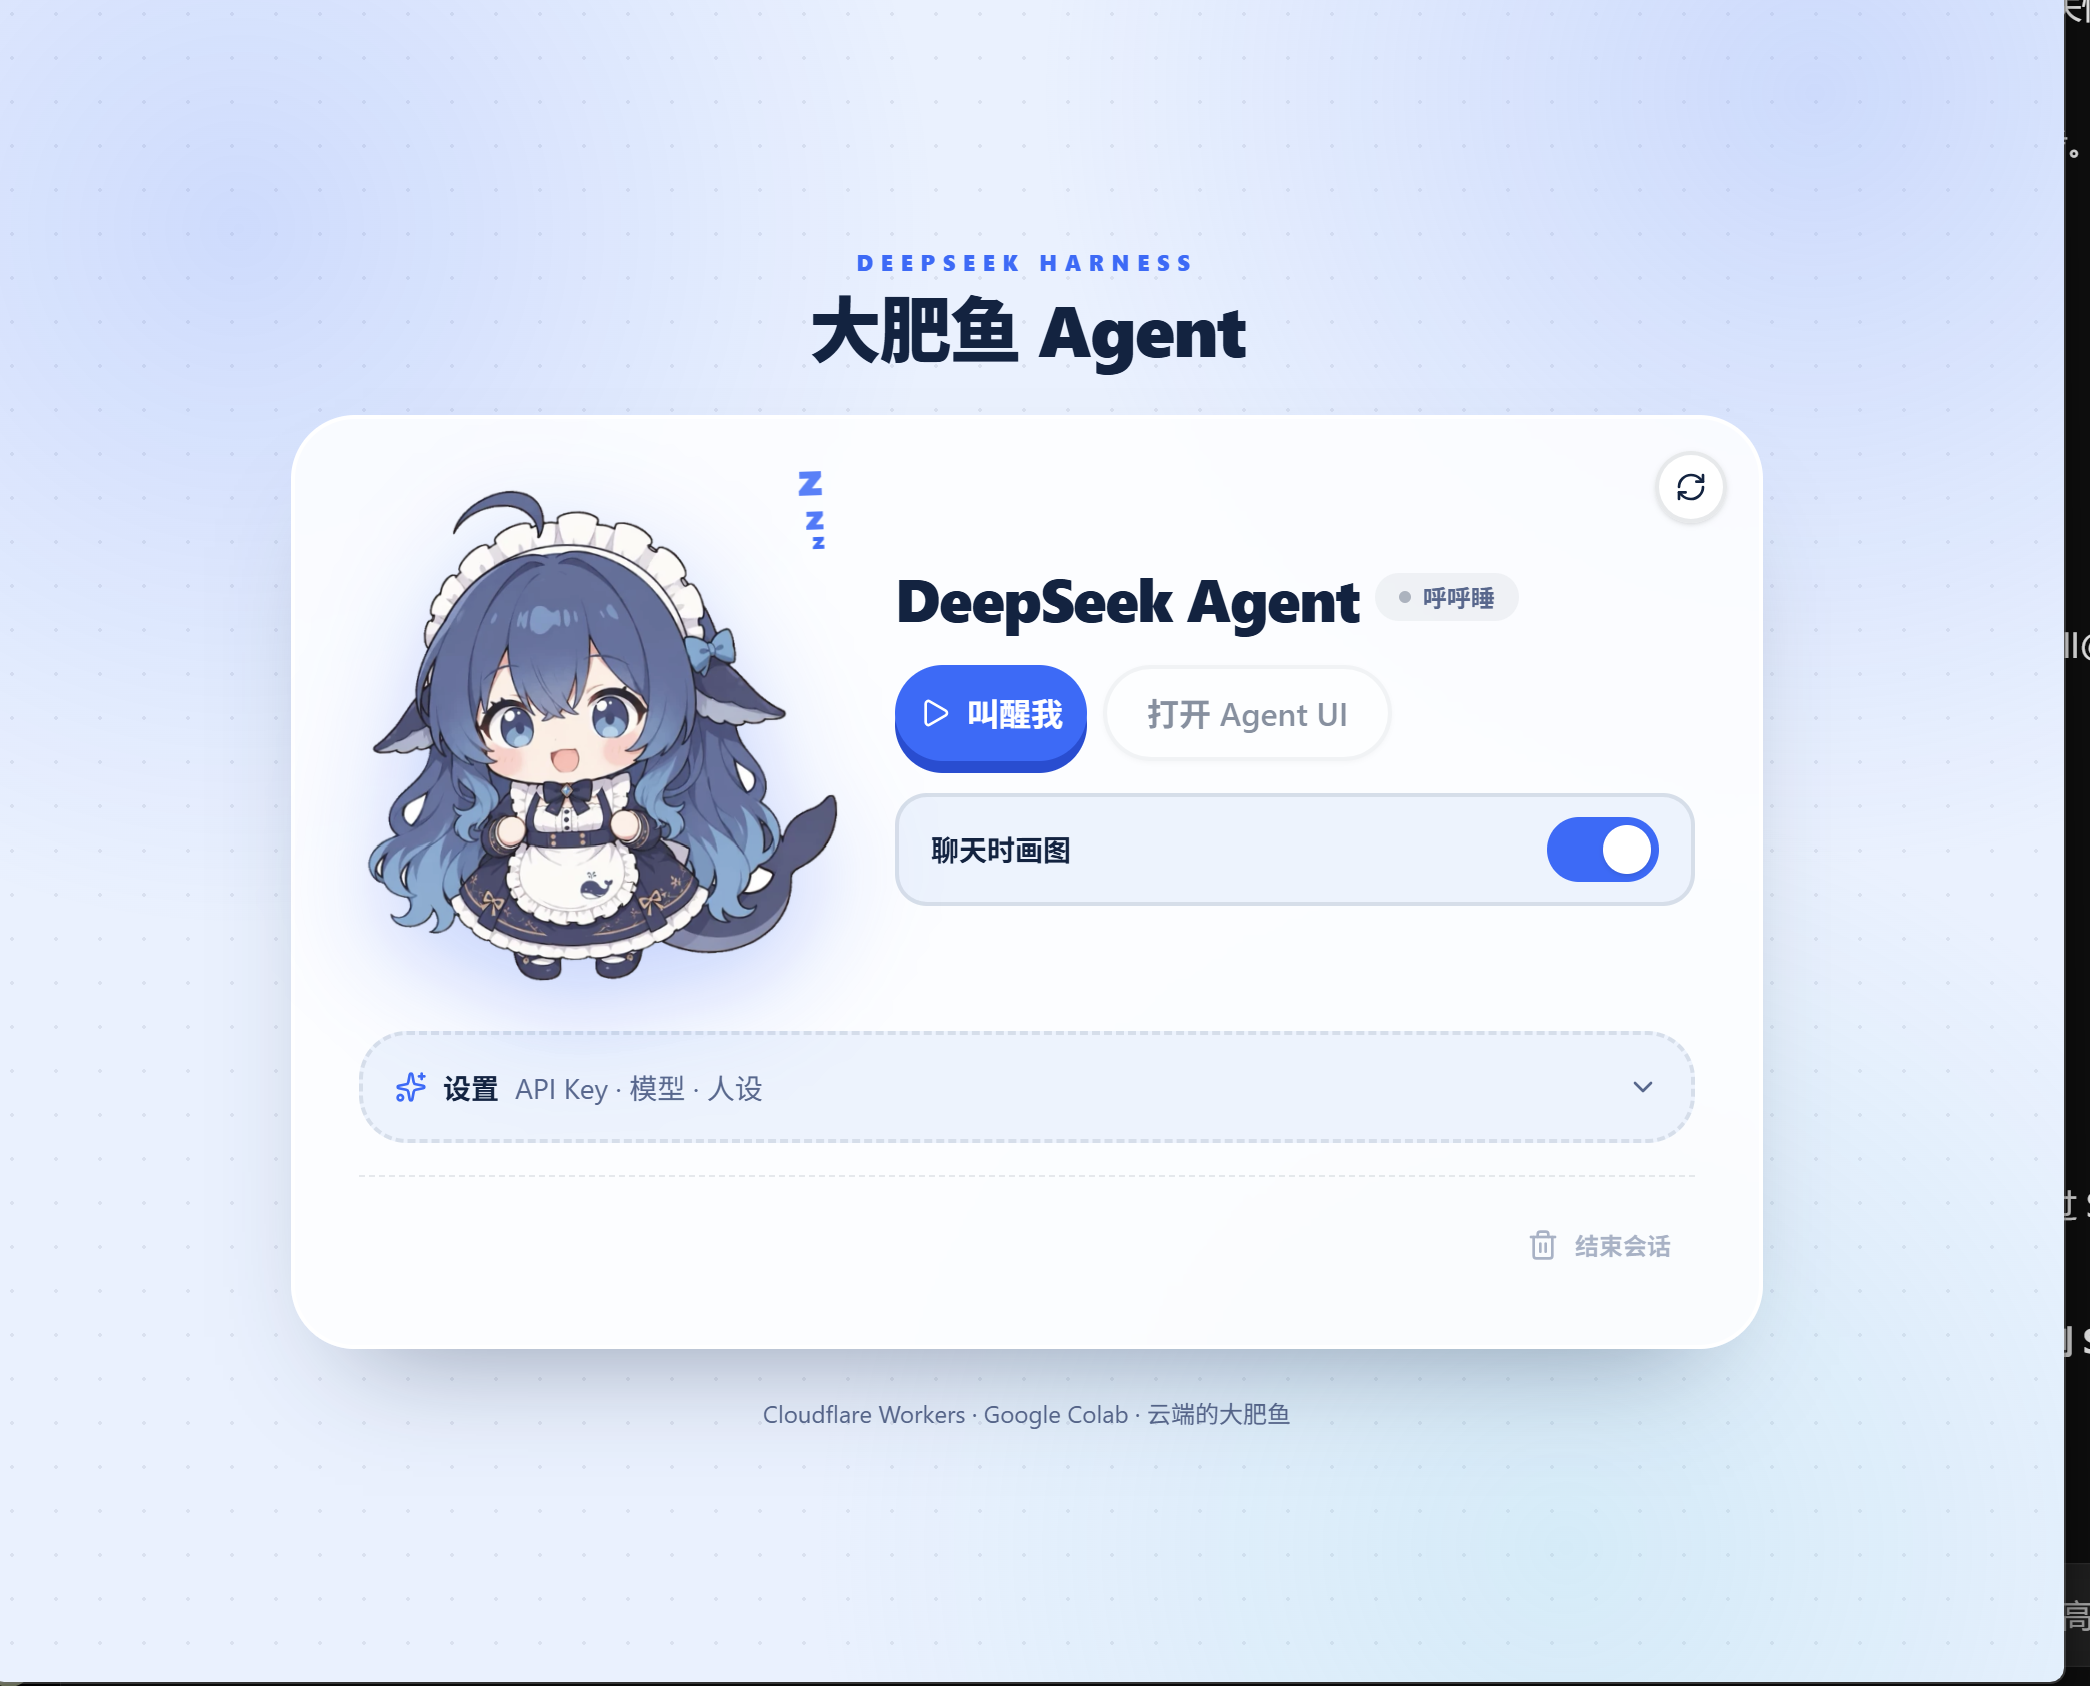 DEEPSEEK HARNESS
大肥鱼 Agent
z
z
z
DeepSeek Agent
呼呼睡
叫醒我
打开 Agent UI
聊天时画图
设置 API Key · 模型 · 人设
结束会话
Cloudflare Workers · Google Colab · 云端的大肥鱼